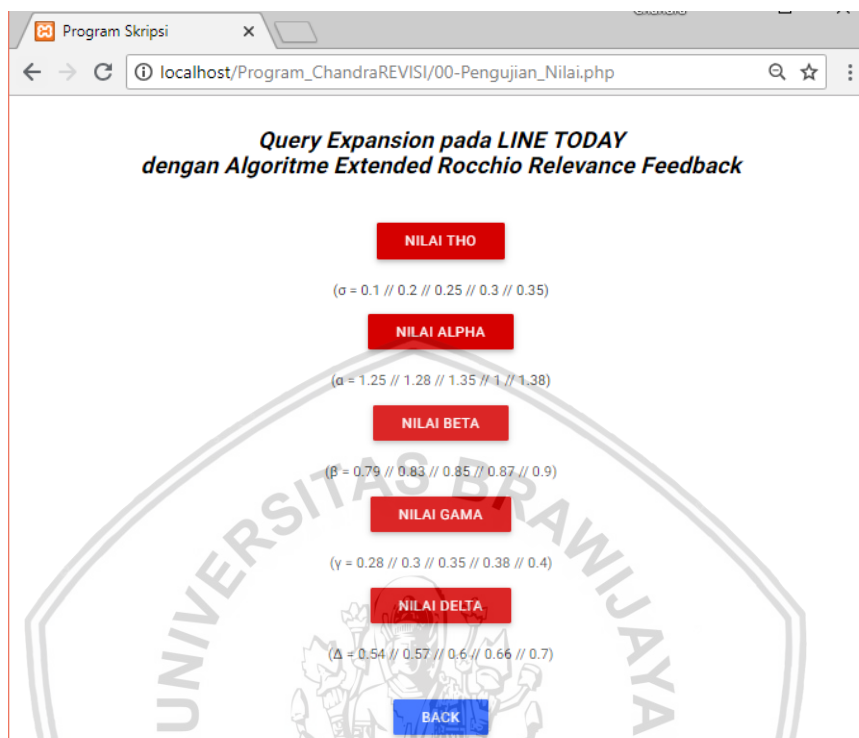 Program Skripsi
localhost/Program_ChandraREVISI/00-Pengujian_Nilai.php
Query Expansion pada LINE TODAY
dengan Algoritme Extended Rocchio Relevance Feedback
NILAI THO
(σ = 0.1 // 0.2 // 0.25 // 0.3 // 0.35)
NILAI ALPHA
(α = 1.25 // 1.28 // 1.35 // 1 // 1.38)
NILAI BETA
(β = 0.79 // 0.83 // 0.85 // 0.87 // 0.9)
NILAI GAMA
(γ = 0.28 // 0.3 // 0.35 // 0.38 // 0.4)
NILAI DELTA
(Δ = 0.54 // 0.57 // 0.6 // 0.66 // 0.7)
BACK
UNIVERSITAS BRAWIJAYA